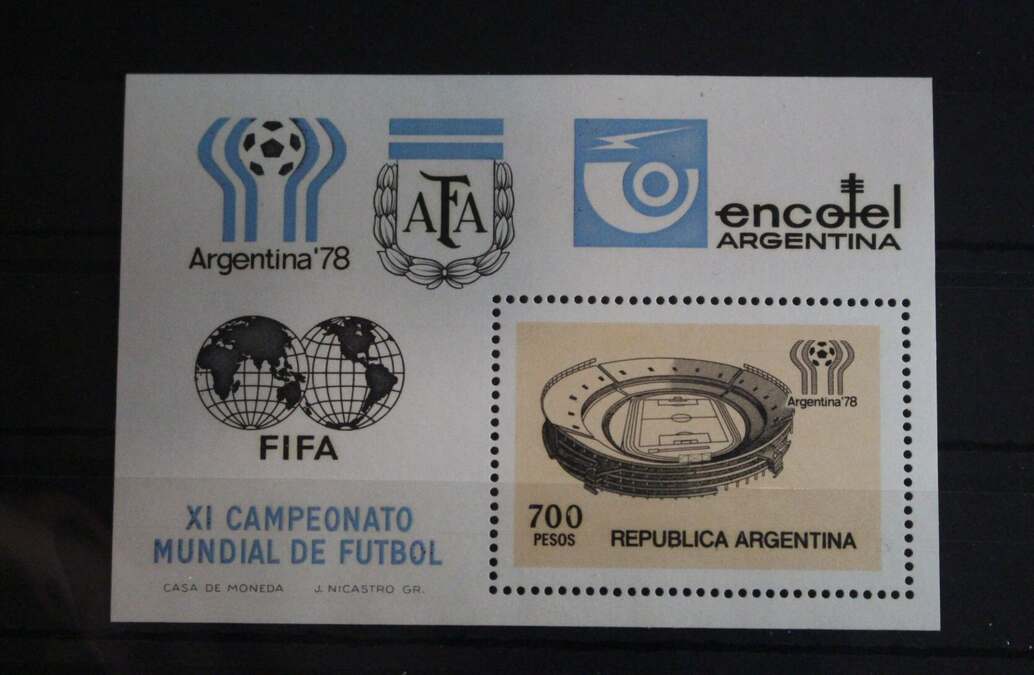 Argentina '78
AFA
encotel
ARGENTINA
FIFA
XI CAMPEONATO
MUNDIAL DE FUTBOL
CASA DE MONEDA J. NICASTRO GR.
Argentina '78
700
PESOS
REPUBLICA ARGENTINA